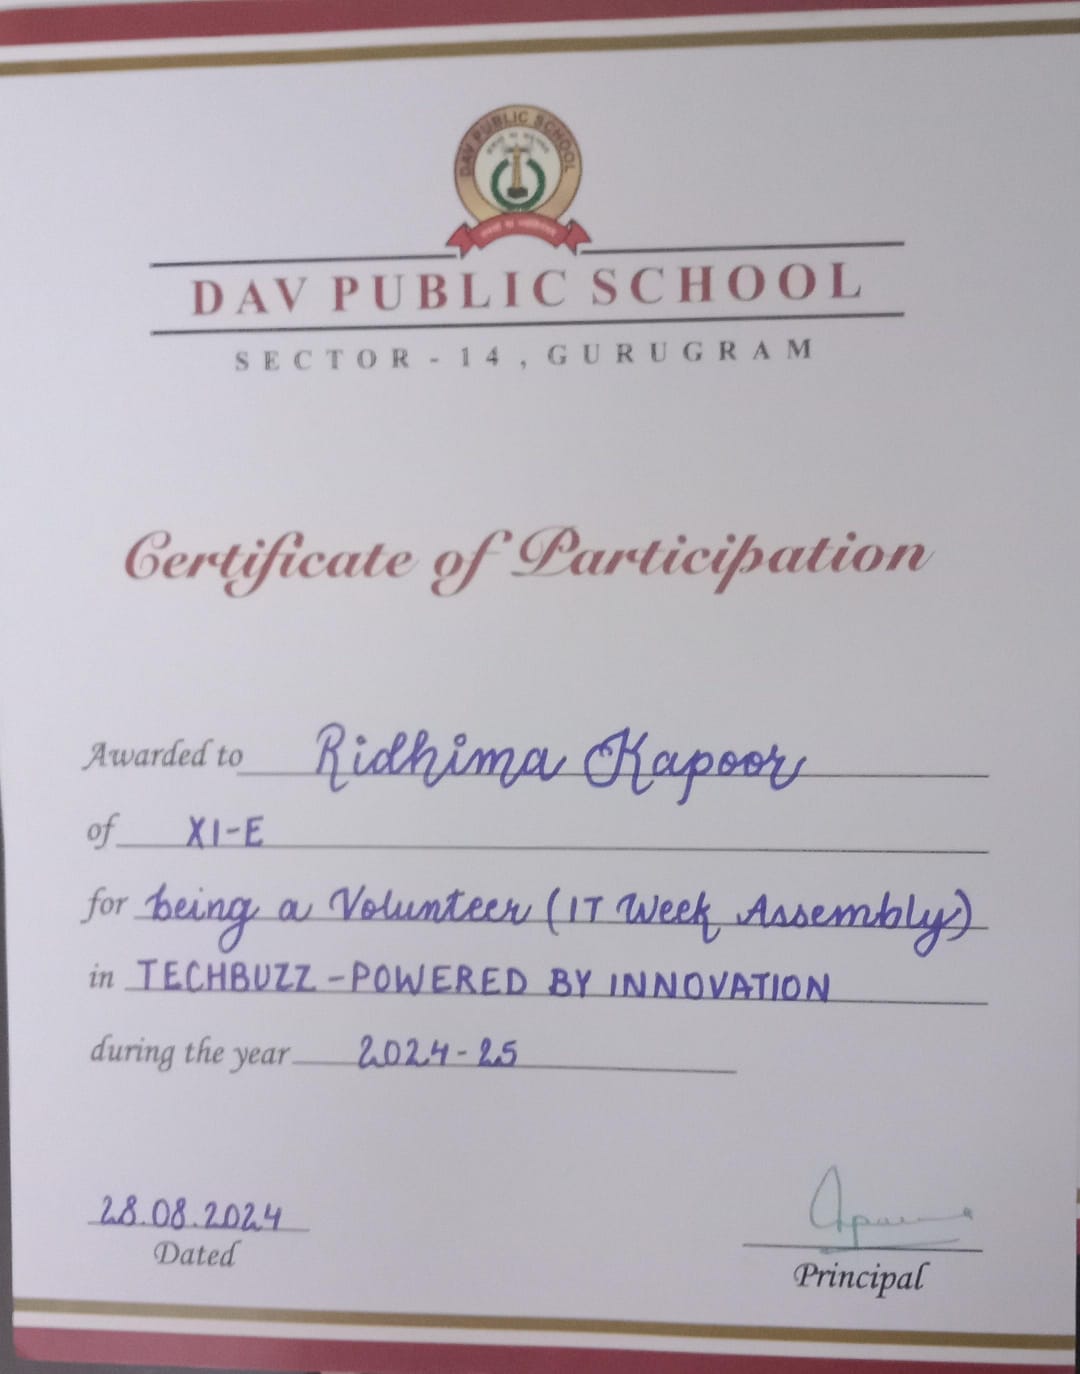 DAV PUBLIC SCHOOL
DAV PUBLIC SCHOOL
SECTOR - 14, GURUGRAM
Certificate of Participation
Awarded to Ridhima Kapoor
of XI-E
for being a Volunteer (IT Week Assembly)
in TECHBUZZ - POWERED BY INNOVATION
during the year 2024-25
28.08.2024
Dated
Principal